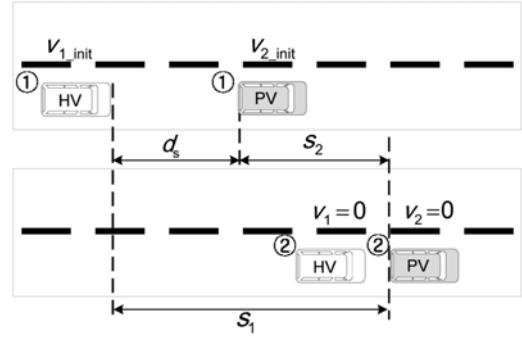 v1_init v2_init
① HV ① PV
ds s2
v1=0 v2=0
② HV ② PV
s1